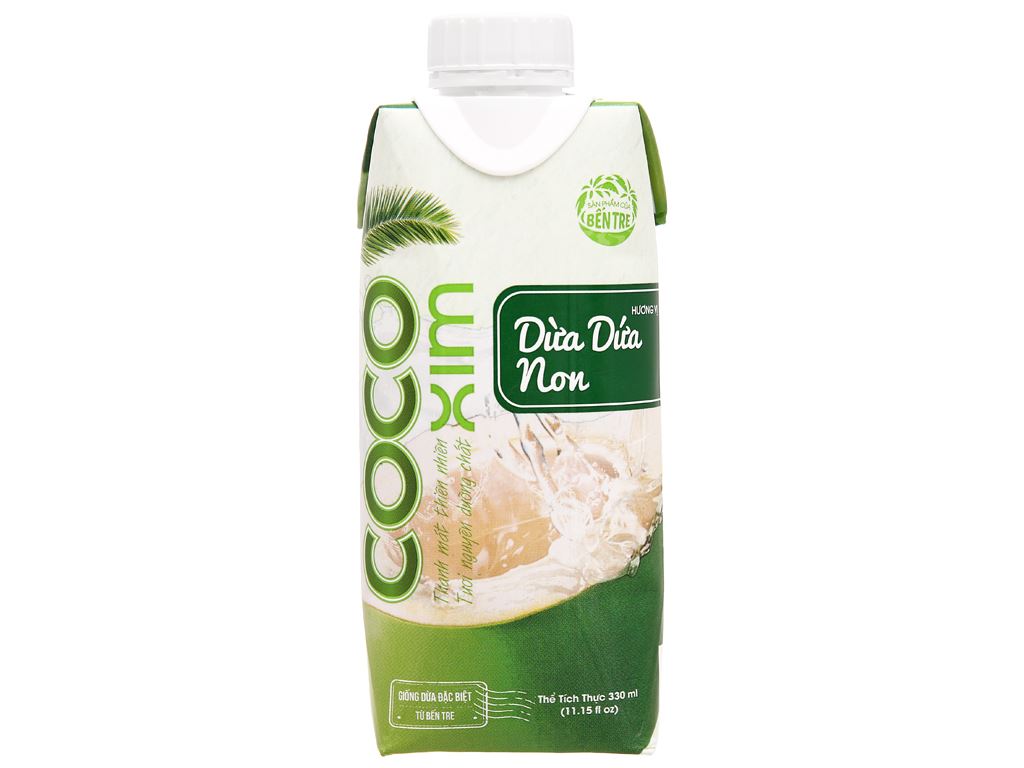 SẢN PHẨM CỦA
BẾN TRE
COCO
XIM
Thanh mát thiên nhiên
Tươi nguyên dưỡng chất
HƯƠNG VỊ
Dừa Dứa
Non
GIỐNG DỪA ĐẶC BIỆT
TỪ BẾN TRE
Thể Tích Thực 330 ml
(11.15 fl oz)